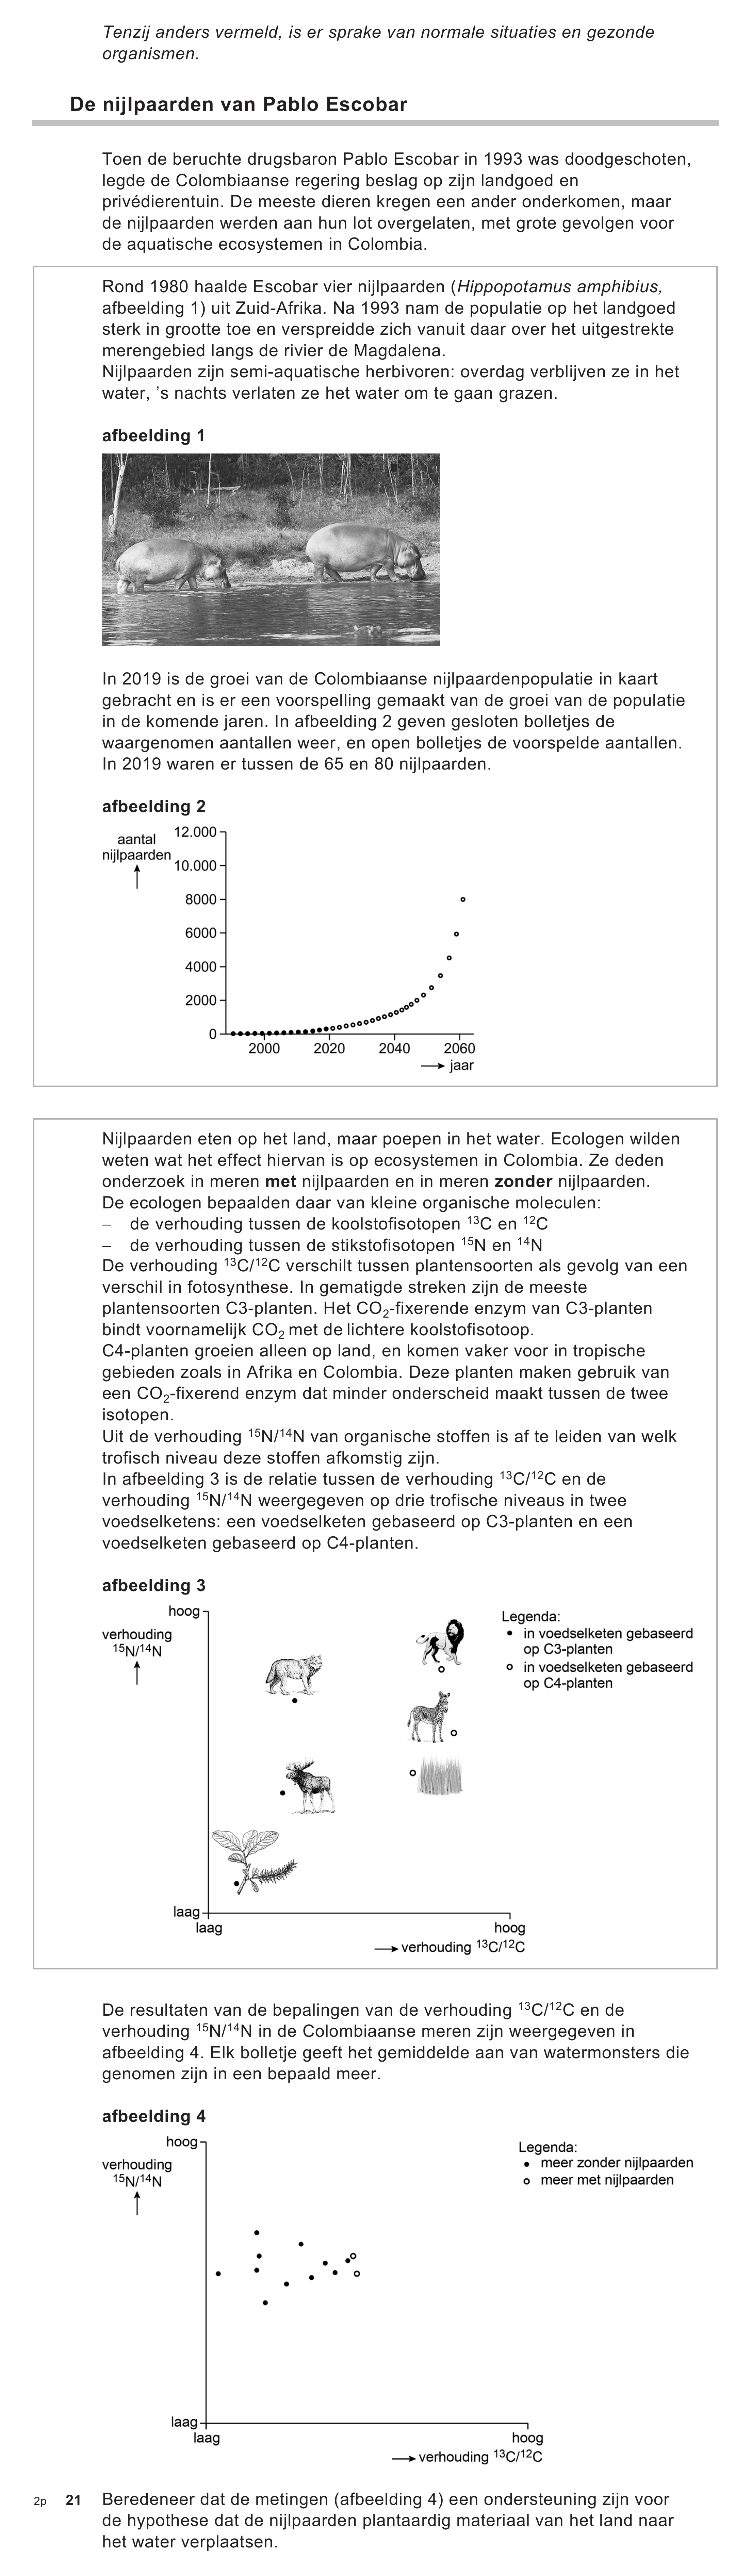 Tenzij anders vermeld, is er sprake van normale situaties en gezonde
organismen.
De nijlpaarden van Pablo Escobar
Toen de beruchte drugsbaron Pablo Escobar in 1993 was doodgeschoten,
legde de Colombiaanse regering beslag op zijn landgoed en
privédierentuin. De meeste dieren kregen een ander onderkomen, maar
de nijlpaarden werden aan hun lot overgelaten, met grote gevolgen voor
de aquatische ecosystemen in Colombia.
Rond 1980 haalde Escobar vier nijlpaarden (Hippopotamus amphibius,
afbeelding 1) uit Zuid-Afrika. Na 1993 nam de populatie op het landgoed
sterk in grootte toe en verspreidde zich vanuit daar over het uitgestrekte
merengebied langs de rivier de Magdalena.
Nijlpaarden zijn semi-aquatische herbivoren: overdag verblijven ze in het
water, ’s nachts verlaten ze het water om te gaan grazen.
afbeelding 1
In 2019 is de groei van de Colombiaanse nijlpaardenpopulatie in kaart
gebracht en is er een voorspelling gemaakt van de groei van de populatie
in de komende jaren. In afbeelding 2 geven gesloten bolletjes de
waargenomen aantallen weer, en open bolletjes de voorspelde aantallen.
In 2019 waren er tussen de 65 en 80 nijlpaarden.
afbeelding 2
aantal
nijlpaarden
12.000
10.000
8000
6000
4000
2000
0
2000 2020 2040 2060
jaar
Nijlpaarden eten op het land, maar poepen in het water. Ecologen wilden
weten wat het effect hiervan is op ecosystemen in Colombia. Ze deden
onderzoek in meren met nijlpaarden en in meren zonder nijlpaarden.
De ecologen bepaalden daar van kleine organische moleculen:
– de verhouding tussen de koolstofisotopen ¹³C en ¹²C
– de verhouding tussen de stikstofisotopen ¹⁵N en ¹⁴N
De verhouding ¹³C/¹²C verschilt tussen plantensoorten als gevolg van een
verschil in fotosynthese. In gematigde streken zijn de meeste
plantensoorten C3-planten. Het CO₂-fixerende enzym van C3-planten
bindt voornamelijk CO₂ met de lichtere koolstofisotoop.
C4-planten groeien alleen op land, en komen vaker voor in tropische
gebieden zoals in Afrika en Colombia. Deze planten maken gebruik van
een CO₂-fixerend enzym dat minder onderscheid maakt tussen de twee
isotopen.
Uit de verhouding ¹⁵N/¹⁴N van organische stoffen is af te leiden van welk
trofisch niveau deze stoffen afkomstig zijn.
In afbeelding 3 is de relatie tussen de verhouding ¹³C/¹²C en de
verhouding ¹⁵N/¹⁴N weergegeven op drie trofische niveaus in twee
voedselketens: een voedselketen gebaseerd op C3-planten en een
voedselketen gebaseerd op C4-planten.
afbeelding 3
hoog
verhouding
¹⁵N/¹⁴N
Legenda:
in voedselketen gebaseerd
op C3-planten
in voedselketen gebaseerd
op C4-planten
laag
laag hoog
verhouding ¹³C/¹²C
De resultaten van de bepalingen van de verhouding ¹³C/¹²C en de
verhouding ¹⁵N/¹⁴N in de Colombiaanse meren zijn weergegeven in
afbeelding 4. Elk bolletje geeft het gemiddelde aan van watermonsters die
genomen zijn in een bepaald meer.
afbeelding 4
hoog
verhouding
¹⁵N/¹⁴N
Legenda:
meer zonder nijlpaarden
meer met nijlpaarden
laag
laag hoog
verhouding ¹³C/¹²C
2p 21 Beredeneer dat de metingen (afbeelding 4) een ondersteuning zijn voor
de hypothese dat de nijlpaarden plantaardig materiaal van het land naar
het water verplaatsen.